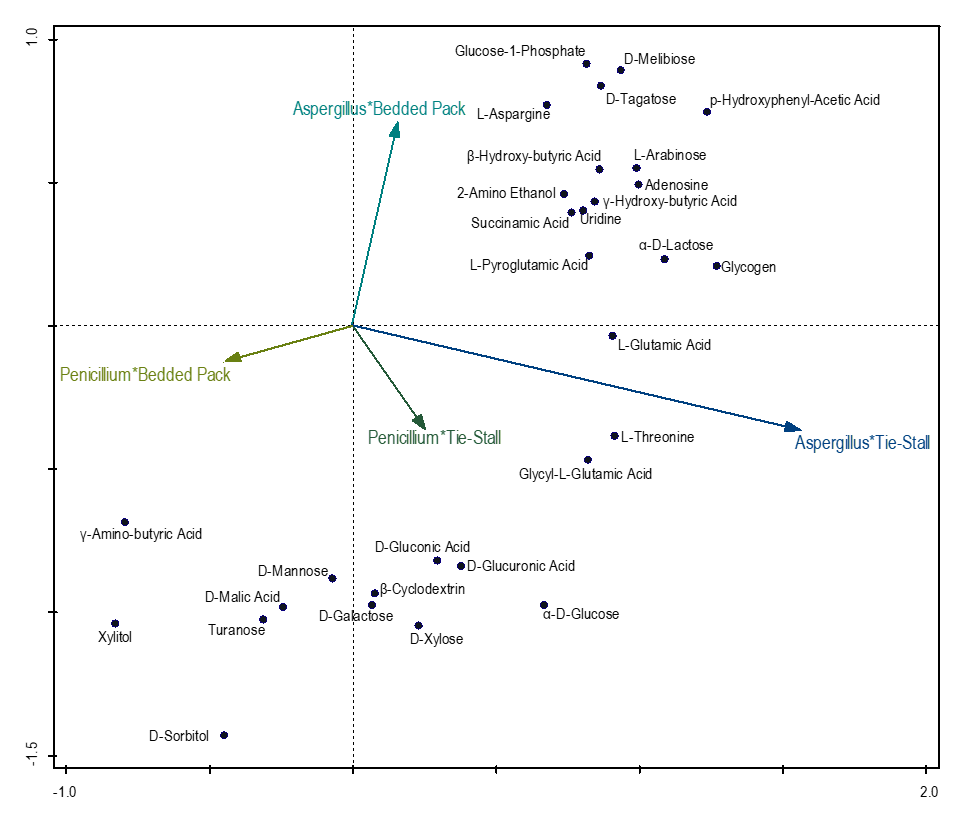 1.0
Glucose-1-Phosphate
D-Melibiose
D-Tagatose
p-Hydroxyphenyl-Acetic Acid
Aspergillus*Bedded Pack
L-Aspargine
β-Hydroxy-butyric Acid
L-Arabinose
Adenosine
2-Amino Ethanol
γ-Hydroxy-butyric Acid
Succinamic Acid
Uridine
α-D-Lactose
L-Pyroglutamic Acid
Glycogen
L-Glutamic Acid
Penicillium*Bedded Pack
Penicillium*Tie-Stall
L-Threonine
Aspergillus*Tie-Stall
Glycyl-L-Glutamic Acid
γ-Amino-butyric Acid
D-Gluconic Acid
D-Glucuronic Acid
D-Mannose
β-Cyclodextrin
D-Malic Acid
D-Galactose
α-D-Glucose
Turanose
Xylitol
D-Xylose
D-Sorbitol
-1.5
-1.0
2.0